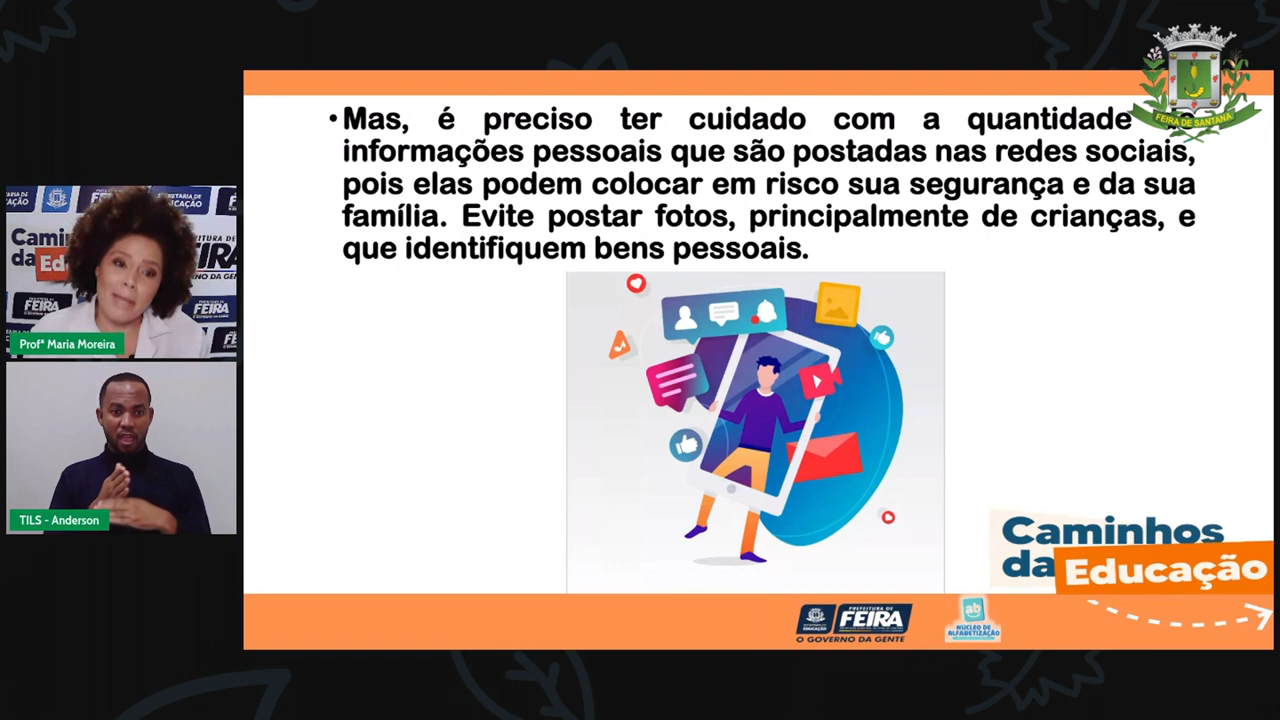 • Mas, é preciso ter cuidado com a quantidade
informações pessoais que são postadas nas redes sociais,
pois elas podem colocar em risco sua segurança e da sua
família. Evite postar fotos, principalmente de crianças, e
que identifiquem bens pessoais.
FEIRA DE SANTANA
Profª Maria Moreira
TILS - Anderson
Caminhos
da Educação
PREFEITURA DE
FEIRA
EDUCAÇÃO
O GOVERNO DA GENTE
ab
NÚCLEO DE
ALFABETIZAÇÃO